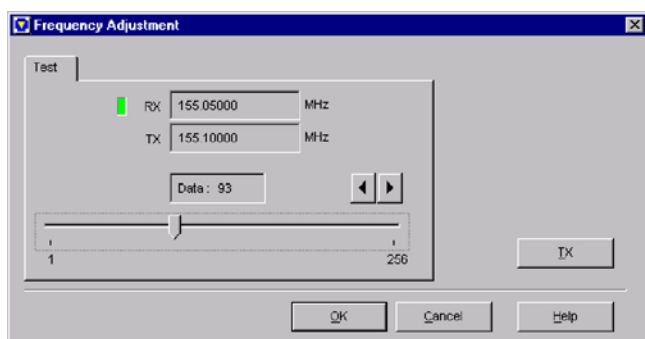 Frequency Adjustment
Test
RX 155.05000 MHz
TX 155.10000 MHz
Data : 93
1 256
TX
OK Cancel Help